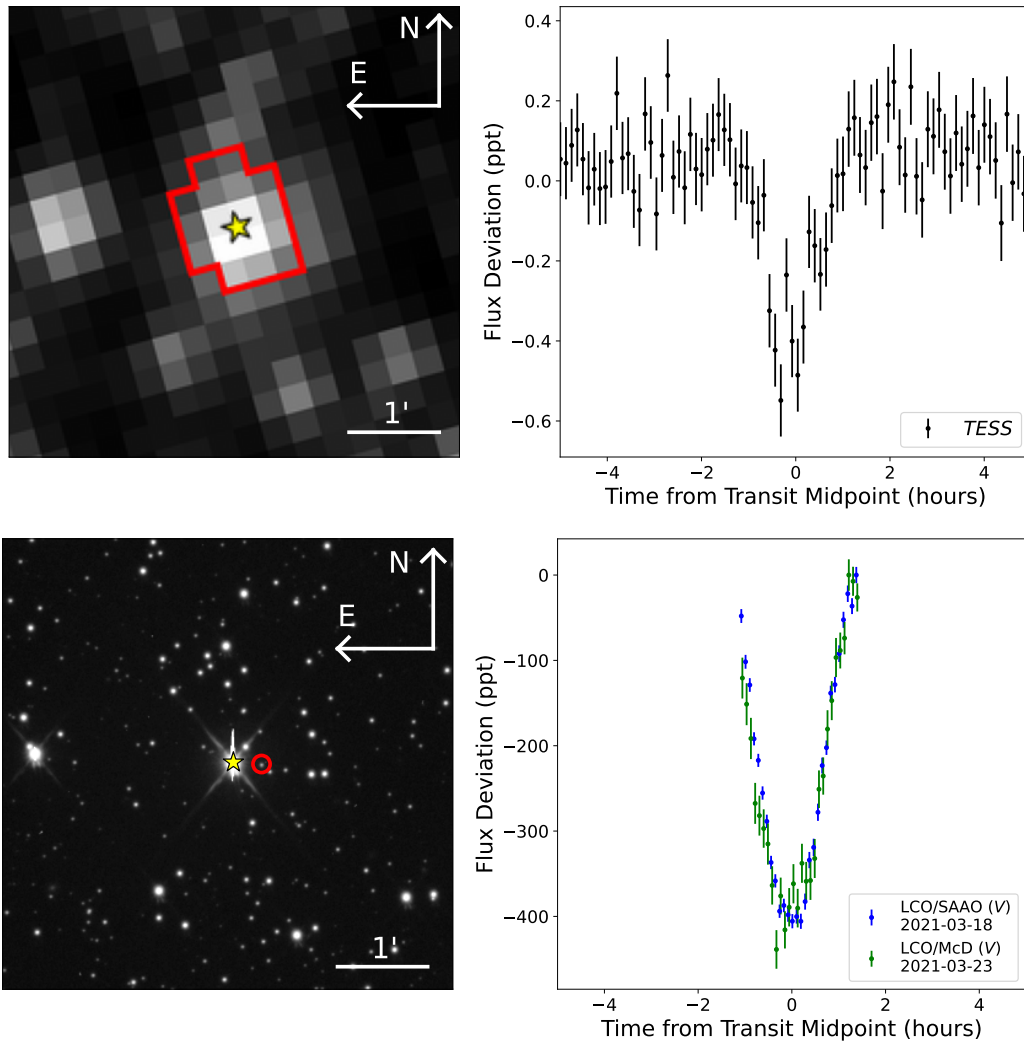 N
E
1'
Flux Deviation (ppt)
0.4
0.2
0.0
−0.2
−0.4
−0.6
−4
−2
0
2
4
Time from Transit Midpoint (hours)
TESS
N
E
1'
Flux Deviation (ppt)
0
−100
−200
−300
−400
−4
−2
0
2
4
Time from Transit Midpoint (hours)
LCO/SAAO (V)
2021-03-18
LCO/McD (V)
2021-03-23